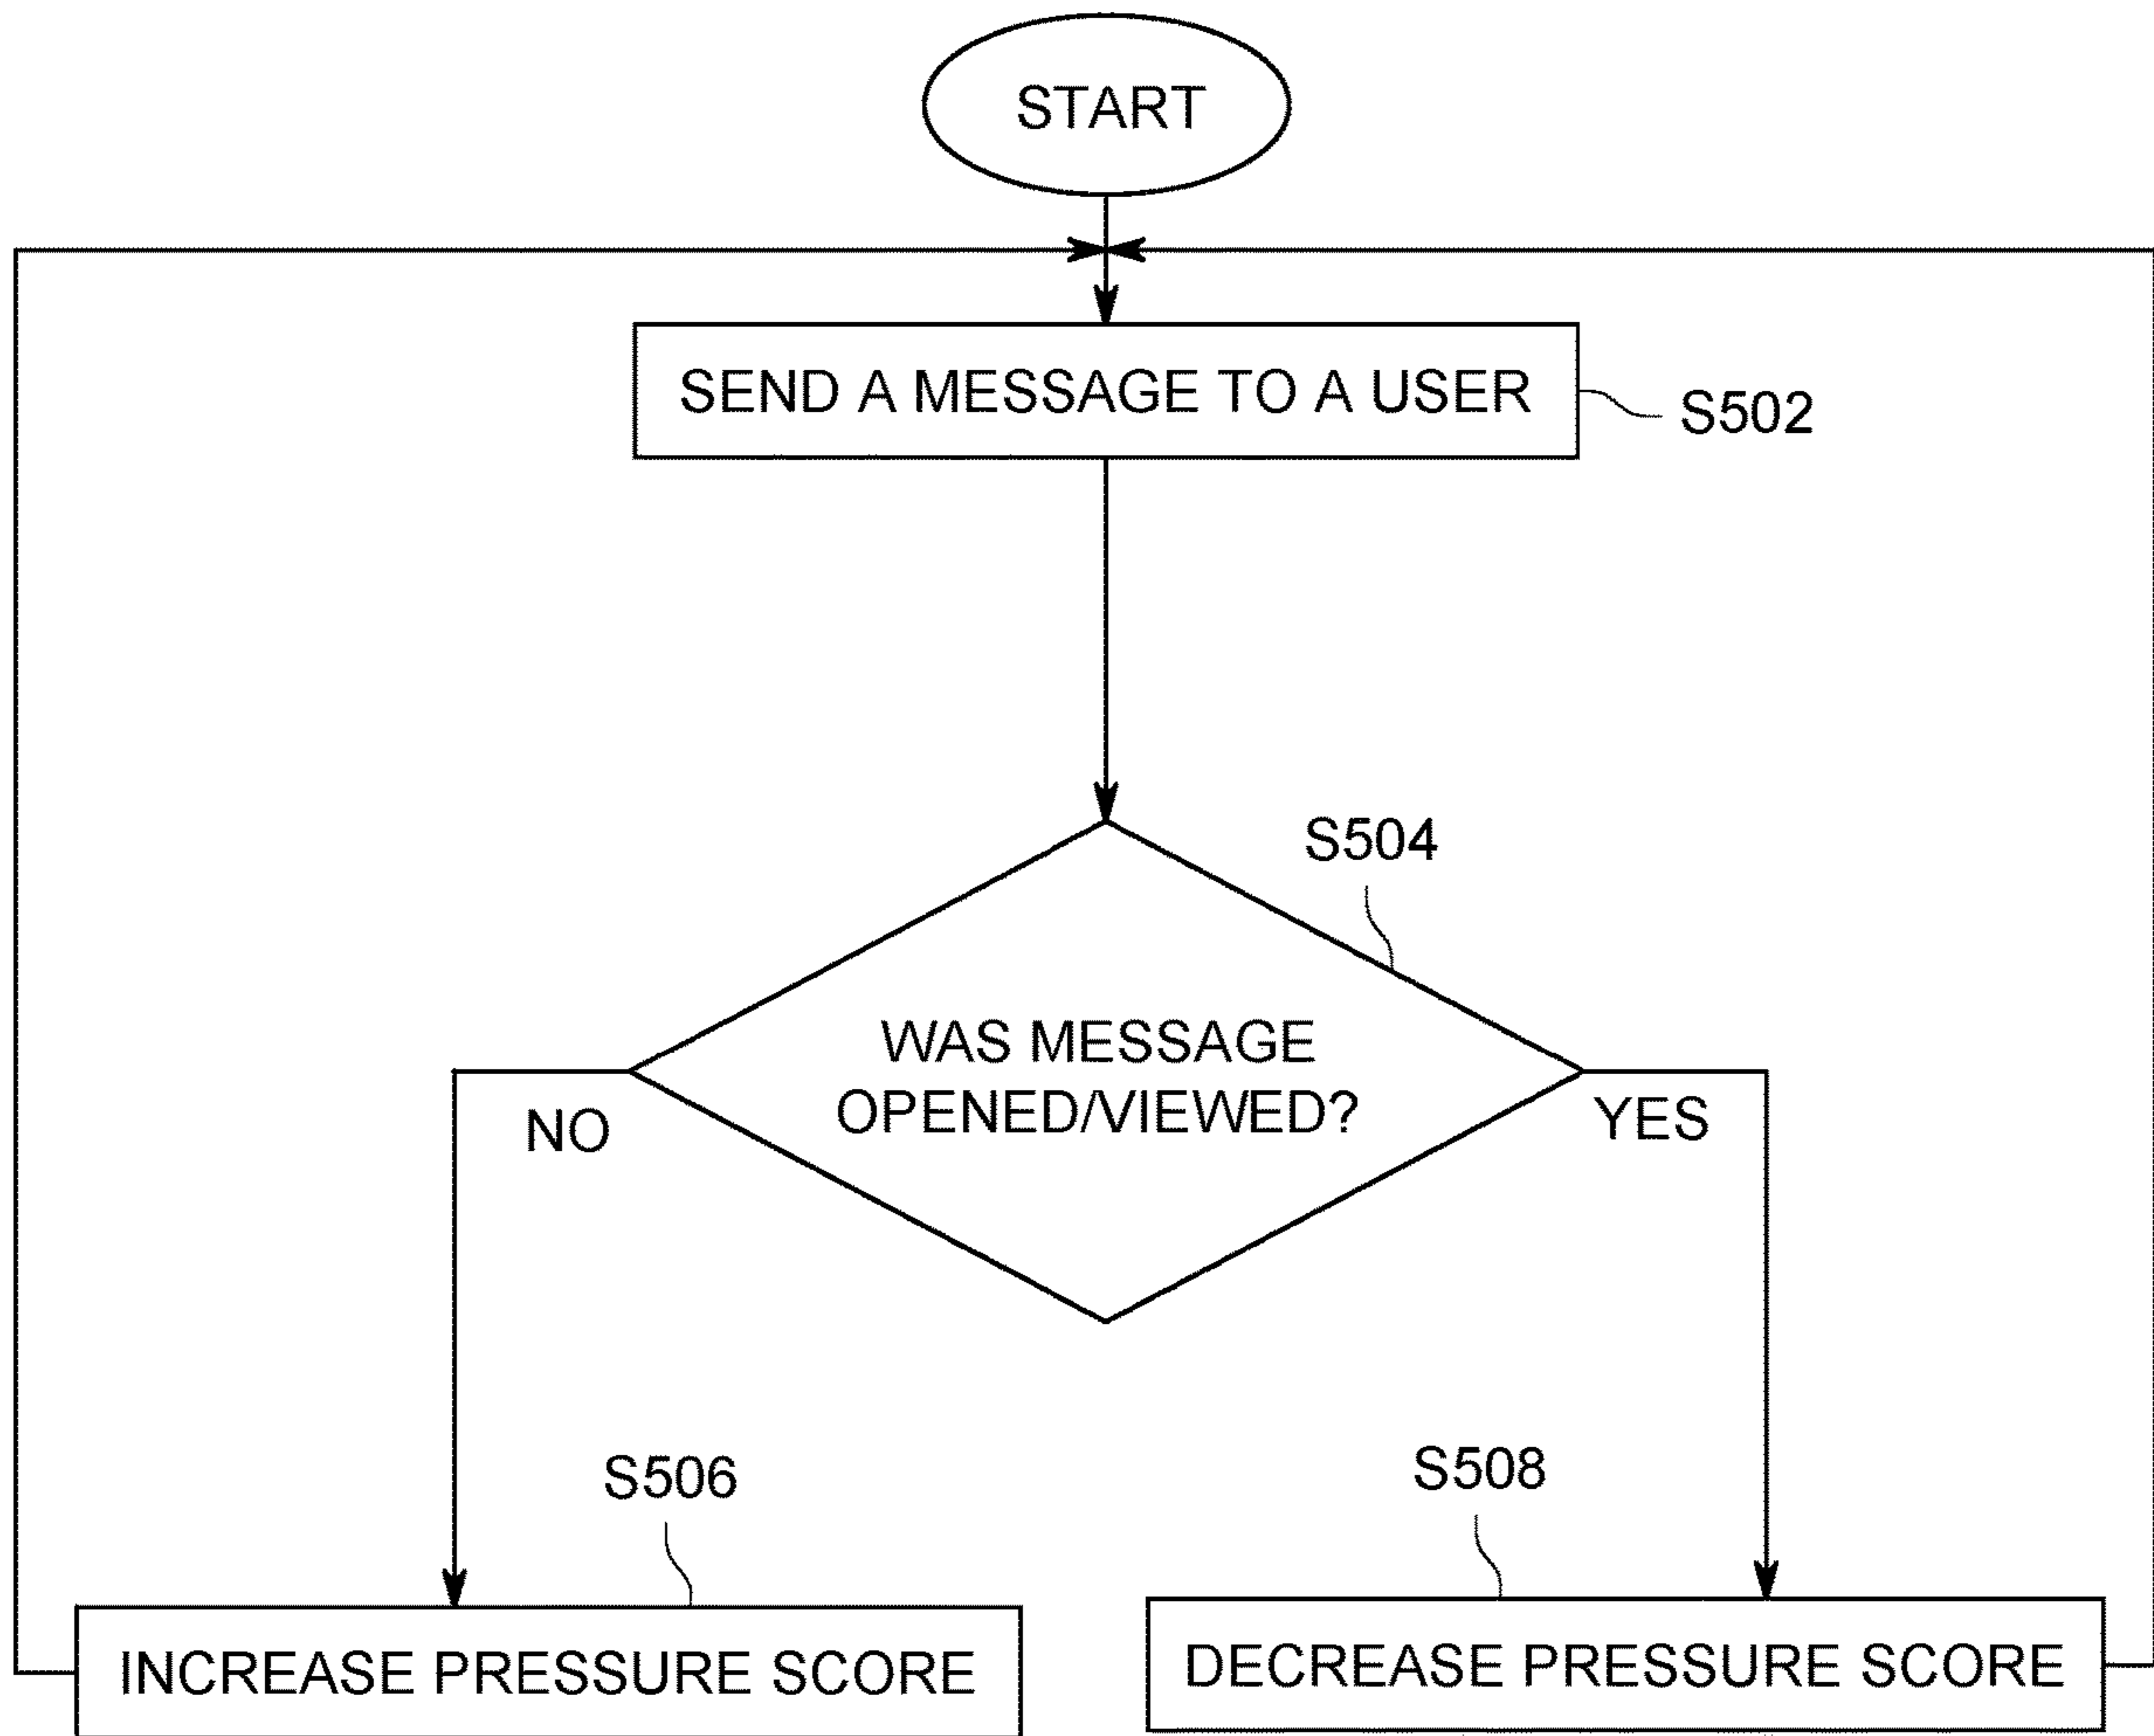 START
SEND A MESSAGE TO A USER
S502
S504
WAS MESSAGE
OPENED/VIEWED?
NO
YES
S506
S508
INCREASE PRESSURE SCORE
DECREASE PRESSURE SCORE